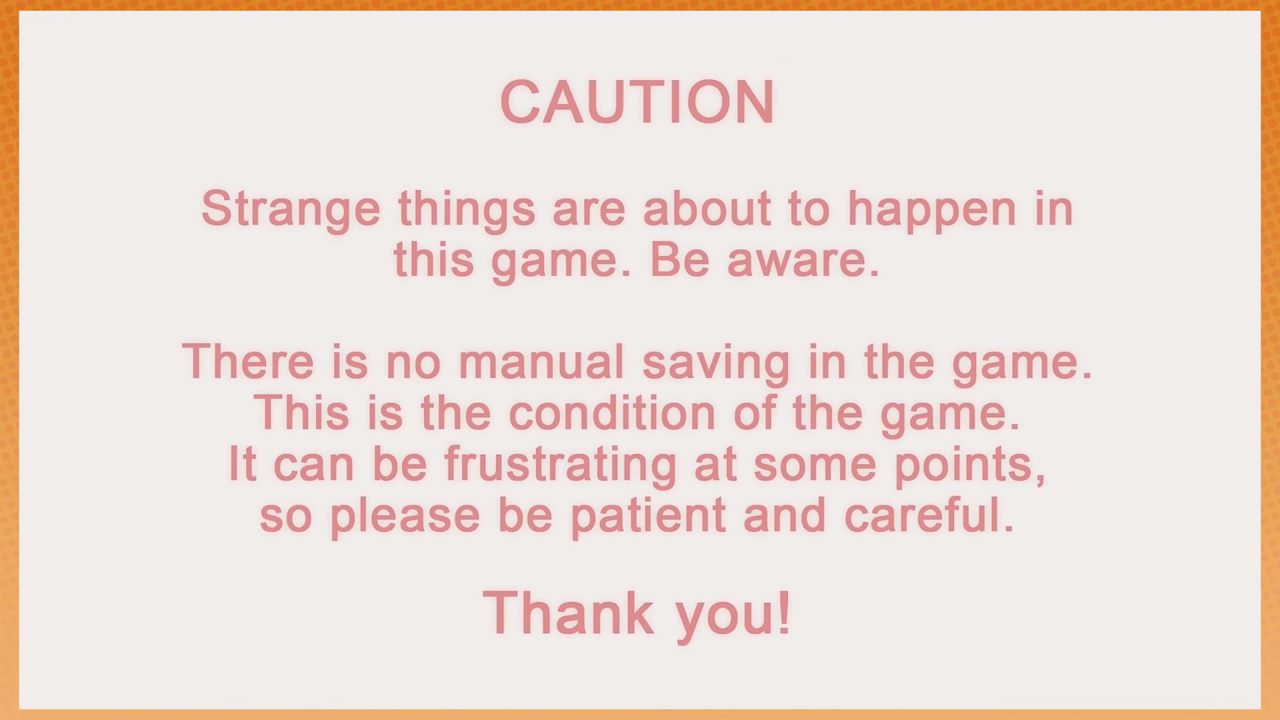 CAUTION
Strange things are about to happen in
this game. Be aware.
There is no manual saving in the game.
This is the condition of the game.
It can be frustrating at some points,
so please be patient and careful.
Thank you!